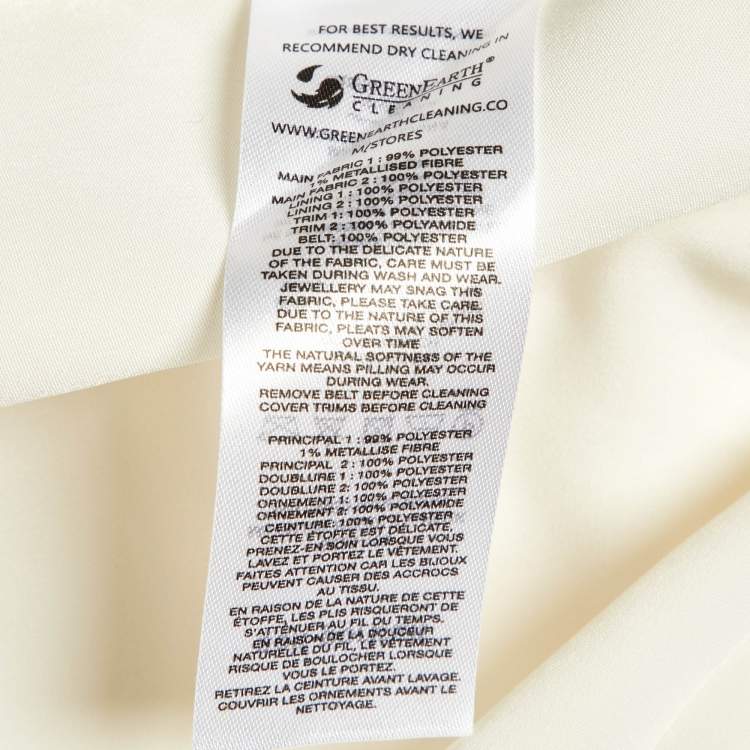 FOR BEST RESULTS, WE
RECOMMEND DRY CLEANING IN
GREENEARTH®
CLEANING
WWW.GREENEARTHCLEANING.CO
M/STORES
MAIN FABRIC 1 : 99% POLYESTER
1% METALLISED FIBRE
MAIN FABRIC 2 : 100% POLYESTER
LINING 1 : 100% POLYESTER
LINING 2 : 100% POLYESTER
TRIM 1: 100% POLYESTER
TRIM 2 : 100% POLYAMIDE
BELT: 100% POLYESTER
DUE TO THE DELICATE NATURE
OF THE FABRIC, CARE MUST BE
TAKEN DURING WASH AND WEAR.
JEWELLERY MAY SNAG THIS
FABRIC, PLEASE TAKE CARE.
DUE TO THE NATURE OF THIS
FABRIC, PLEATS MAY SOFTEN
OVER TIME
THE NATURAL SOFTNESS OF THE
YARN MEANS PILLING MAY OCCUR
DURING WEAR.
REMOVE BELT BEFORE CLEANING
COVER TRIMS BEFORE CLEANING
PRINCIPAL 1 : 99% POLYESTER
1% METALLISE FIBRE
PRINCIPAL 2 : 100% POLYESTER
DOUBLURE 1 : 100% POLYESTER
DOUBLURE 2: 100% POLYESTER
ORNEMENT 1: 100% POLYESTER
ORNEMENT 2: 100% POLYAMIDE
CEINTURE: 100% POLYESTER
CETTE ÉTOFFE EST DÉLICATE,
PRENEZ-EN SOIN LORSQUE VOUS
LAVEZ ET PORTEZ LE VÊTEMENT.
FAITES ATTENTION CAR LES BIJOUX
PEUVENT CAUSER DES ACCROCS
AU TISSU.
EN RAISON DE LA NATURE DE CETTE
ÉTOFFE, LES PLIS RISQUERONT DE
S'ATTÉNUER AU FIL DU TEMPS.
EN RAISON DE LA DOUCEUR
NATURELLE DU FIL, LE VÊTEMENT
RISQUE DE BOULOCHER LORSQUE
VOUS LE PORTEZ.
RETIREZ LA CEINTURE AVANT LAVAGE.
COUVRIR LES ORNEMENTS AVANT LE
NETTOYAGE.